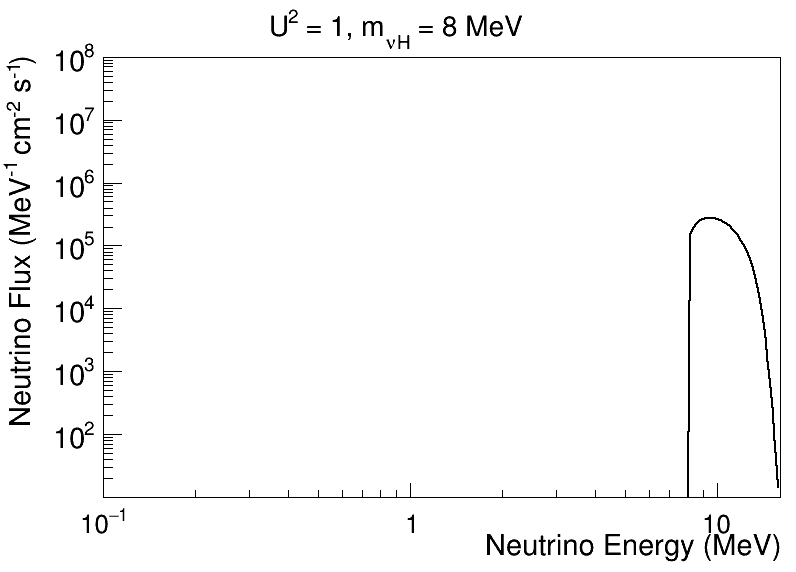 U² = 1, m_νH = 8 MeV
Neutrino Flux (MeV⁻¹ cm⁻² s⁻¹)
10⁸
10⁷
10⁶
10⁵
10⁴
10³
10²
10⁻¹ 1 10
Neutrino Energy (MeV)